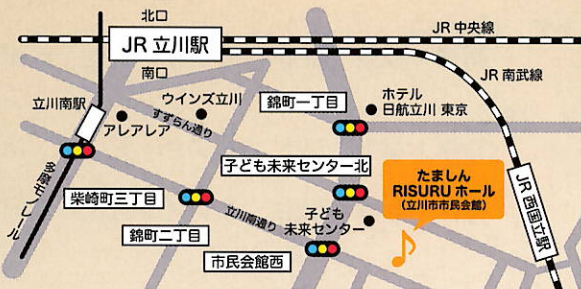 北口
JR 中央線
JR 立川駅
南口
JR 南武線
立川南駅
アレアレア
ウインズ立川
すずらん通り
錦町一丁目
ホテル
日航立川 東京
多摩モノレール
子ども未来センター北
たましん
RISURU ホール
(立川市市民会館)
JR 西国立駅
柴崎町三丁目
立川南通り
子ども
未来センター
錦町二丁目
市民会館西